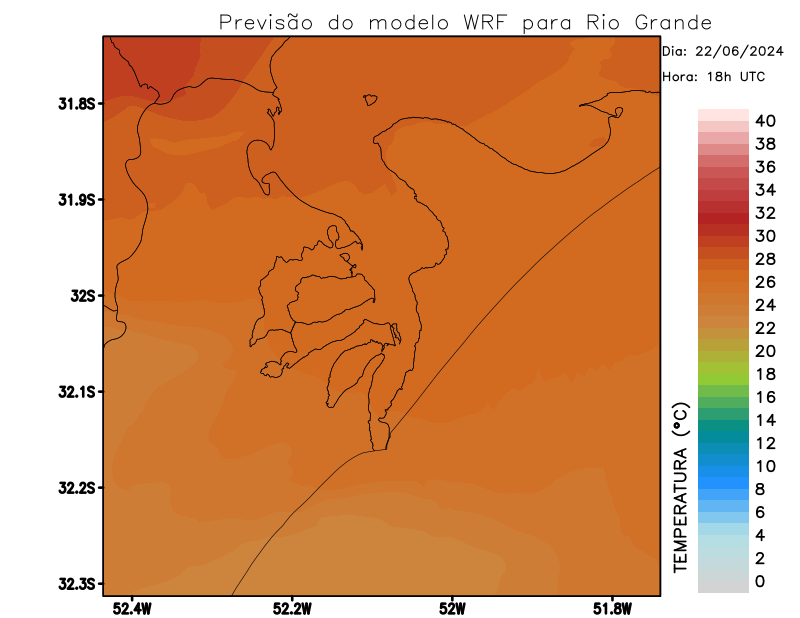 Previsão do modelo WRF para Rio Grande
Dia: 22/06/2024
Hora: 18h UTC
31.8S
31.9S
32S
32.1S
32.2S
32.3S
52.4W
52.2W
52W
51.8W
TEMPERATURA (°C)
40
38
36
34
32
30
28
26
24
22
20
18
16
14
12
10
8
6
4
2
0